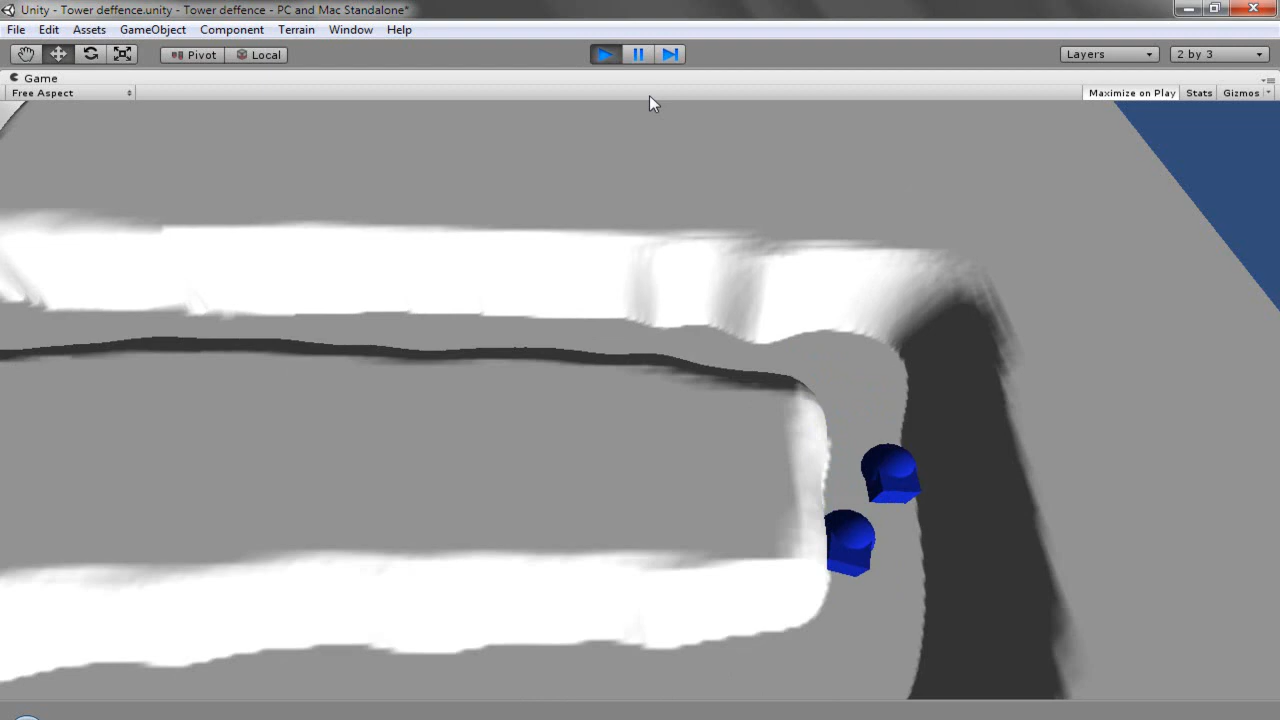 Unity - Tower deffence.unity - Tower deffence - PC and Mac Standalone*
File Edit Assets GameObject Component Terrain Window Help
Pivot Local Layers 2 by 3
Game
Free Aspect Maximize on Play Stats Gizmos